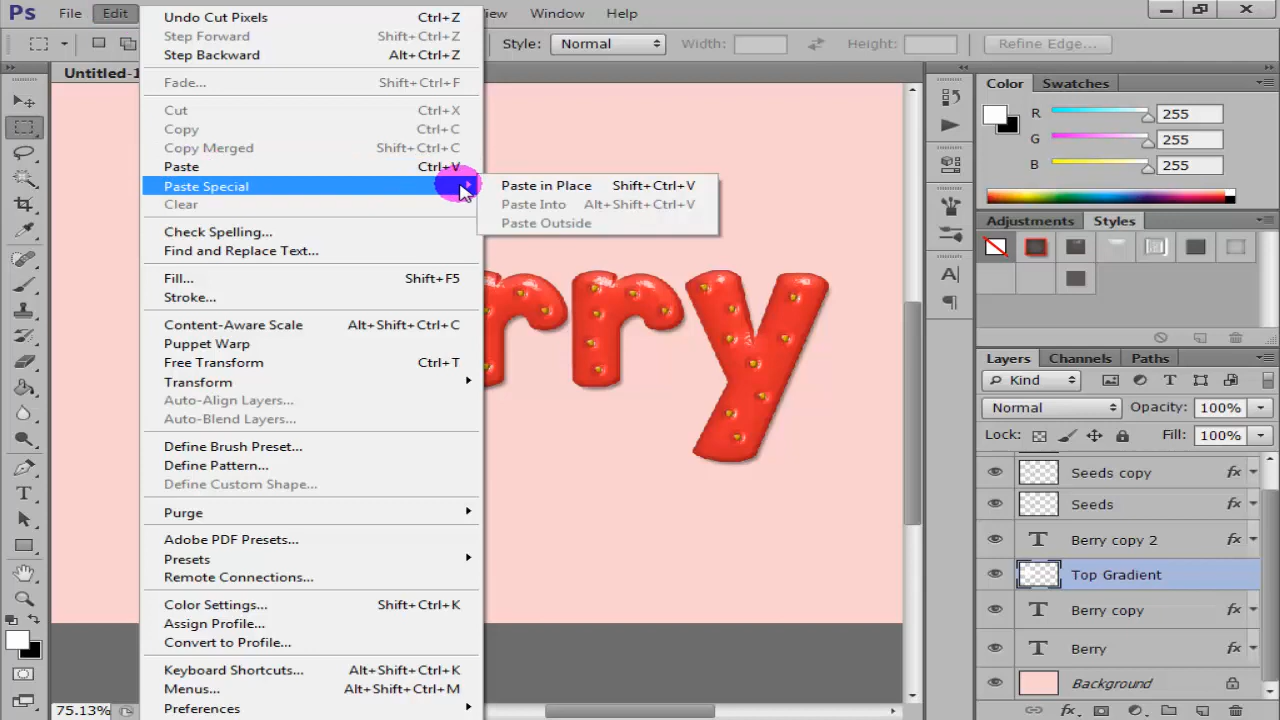 Ps File Edit View Window Help
Style: Normal Width: Height: Refine Edge...
Untitled-1
Undo Cut Pixels Ctrl+Z
Step Forward Shift+Ctrl+Z
Step Backward Alt+Ctrl+Z
Fade... Shift+Ctrl+F
Cut Ctrl+X
Copy Ctrl+C
Copy Merged Shift+Ctrl+C
Paste Ctrl+V
Paste Special
Clear
Check Spelling...
Find and Replace Text...
Fill... Shift+F5
Stroke...
Content-Aware Scale Alt+Shift+Ctrl+C
Puppet Warp
Free Transform Ctrl+T
Transform
Auto-Align Layers...
Auto-Blend Layers...
Define Brush Preset...
Define Pattern...
Define Custom Shape...
Purge
Adobe PDF Presets...
Presets
Remote Connections...
Color Settings... Shift+Ctrl+K
Assign Profile...
Convert to Profile...
Keyboard Shortcuts... Alt+Shift+Ctrl+K
Menus... Alt+Shift+Ctrl+M
Preferences
Paste in Place Shift+Ctrl+V
Paste Into Alt+Shift+Ctrl+V
Paste Outside
rry
75.13%
Color Swatches
R 255
G 255
B 255
Adjustments Styles
Layers Channels Paths
Kind
Normal Opacity: 100%
Lock: Fill: 100%
Seeds copy fx
Seeds fx
Berry copy 2 fx
Top Gradient
Berry copy fx
Berry fx
Background
fx